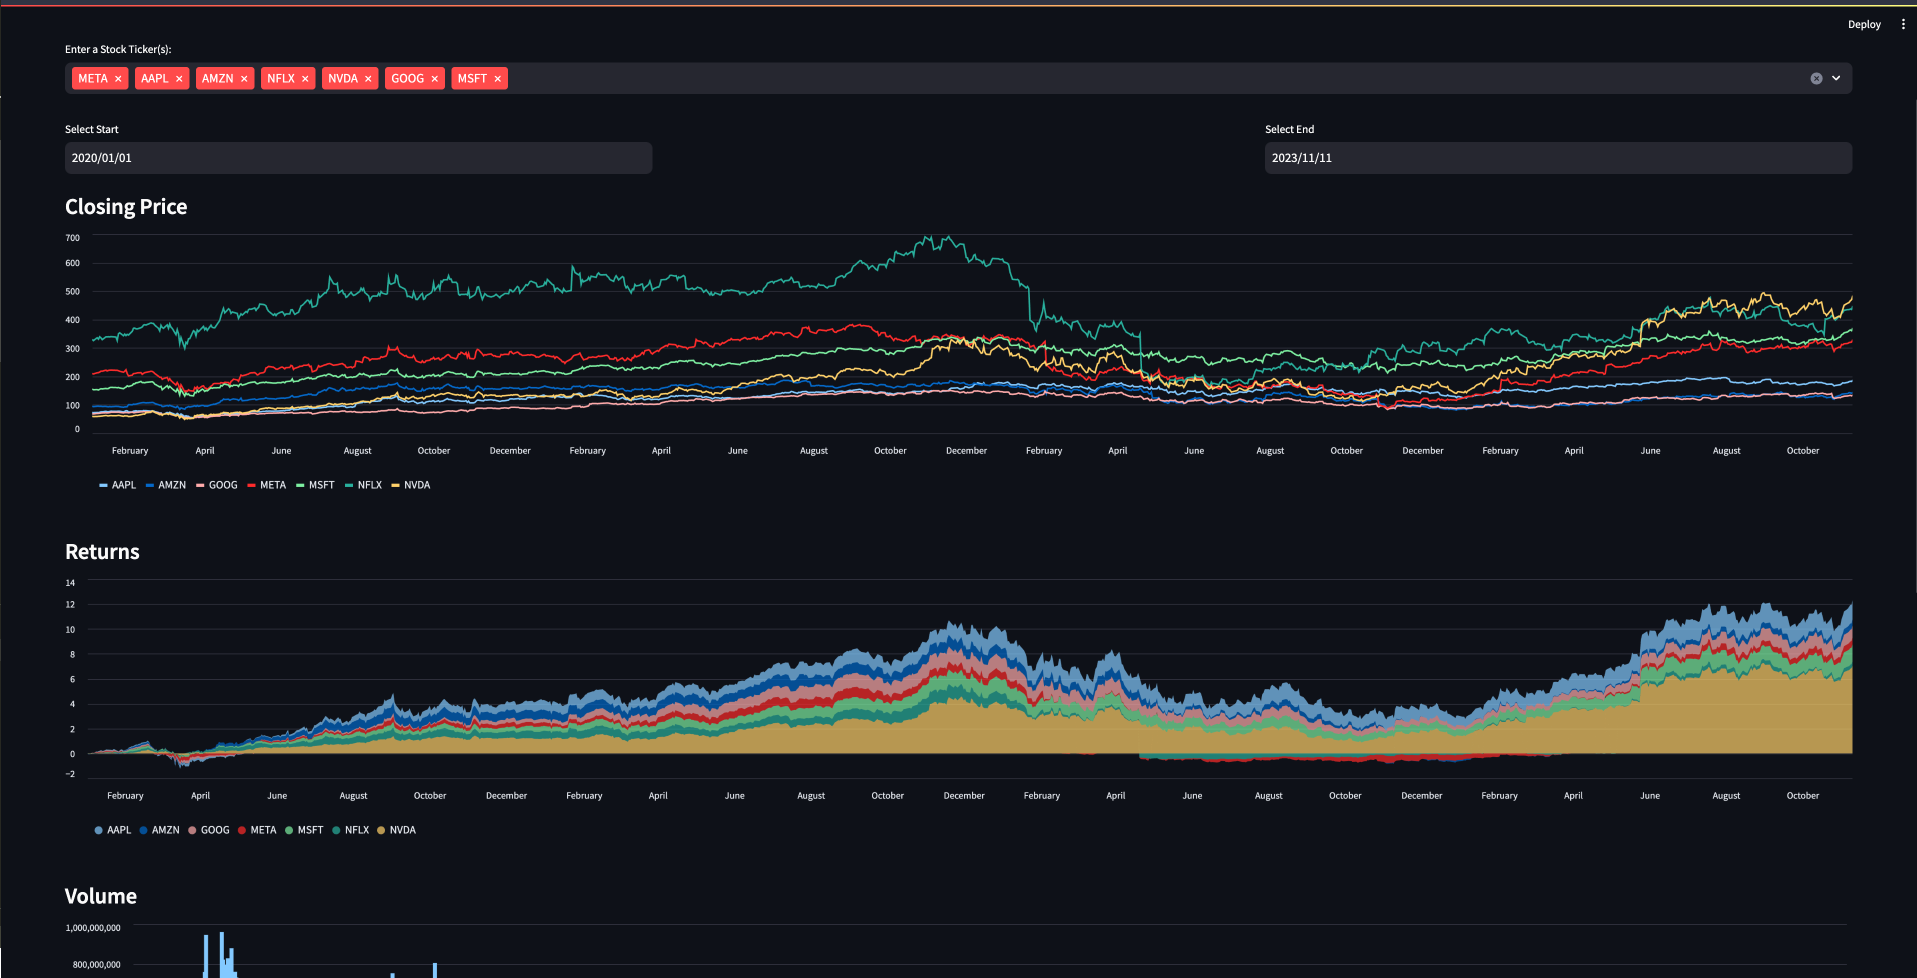 Deploy
Enter a Stock Ticker(s):
META × AAPL × AMZN × NFLX × NVDA × GOOG × MSFT ×
Select Start
Select End
2020/01/01
2023/11/11
Closing Price
700
600
500
400
300
200
100
0
February April June August October December February April June August October December February April June August October December February April June August October
AAPL AMZN GOOG META MSFT NFLX NVDA
Returns
14
12
10
8
6
4
2
0
−2
February April June August October December February April June August October December February April June August October December February April June August October
AAPL AMZN GOOG META MSFT NFLX NVDA
Volume
1,000,000,000
800,000,000